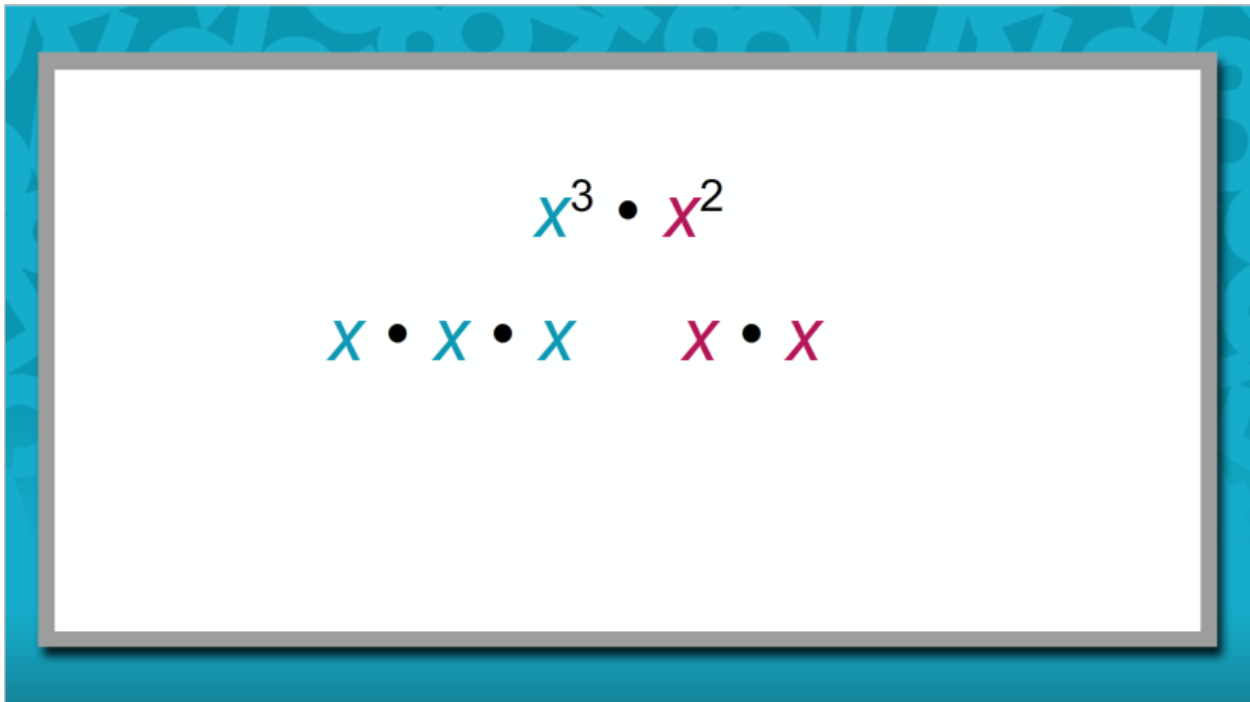 x³ • x²
x • x • x x • x